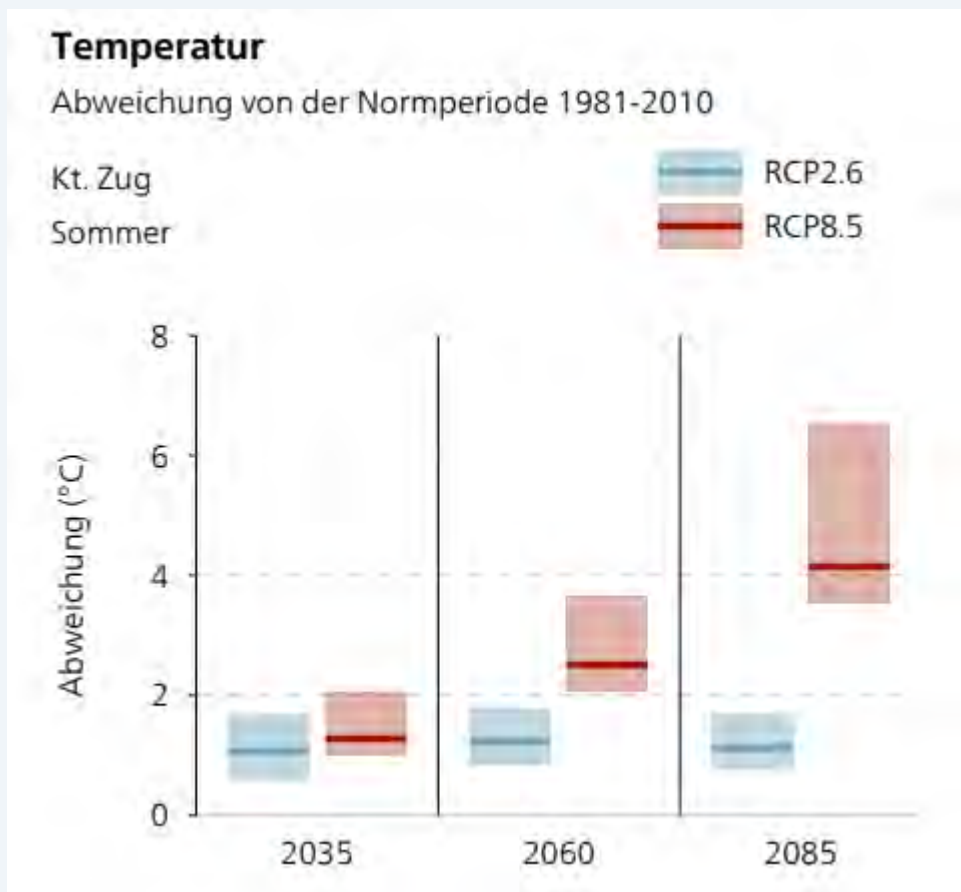 Temperatur
Abweichung von der Normperiode 1981-2010
Kt. Zug
Sommer
RCP2.6
RCP8.5
Abweichung (°C)
8
6
4
2
0
2035 2060 2085